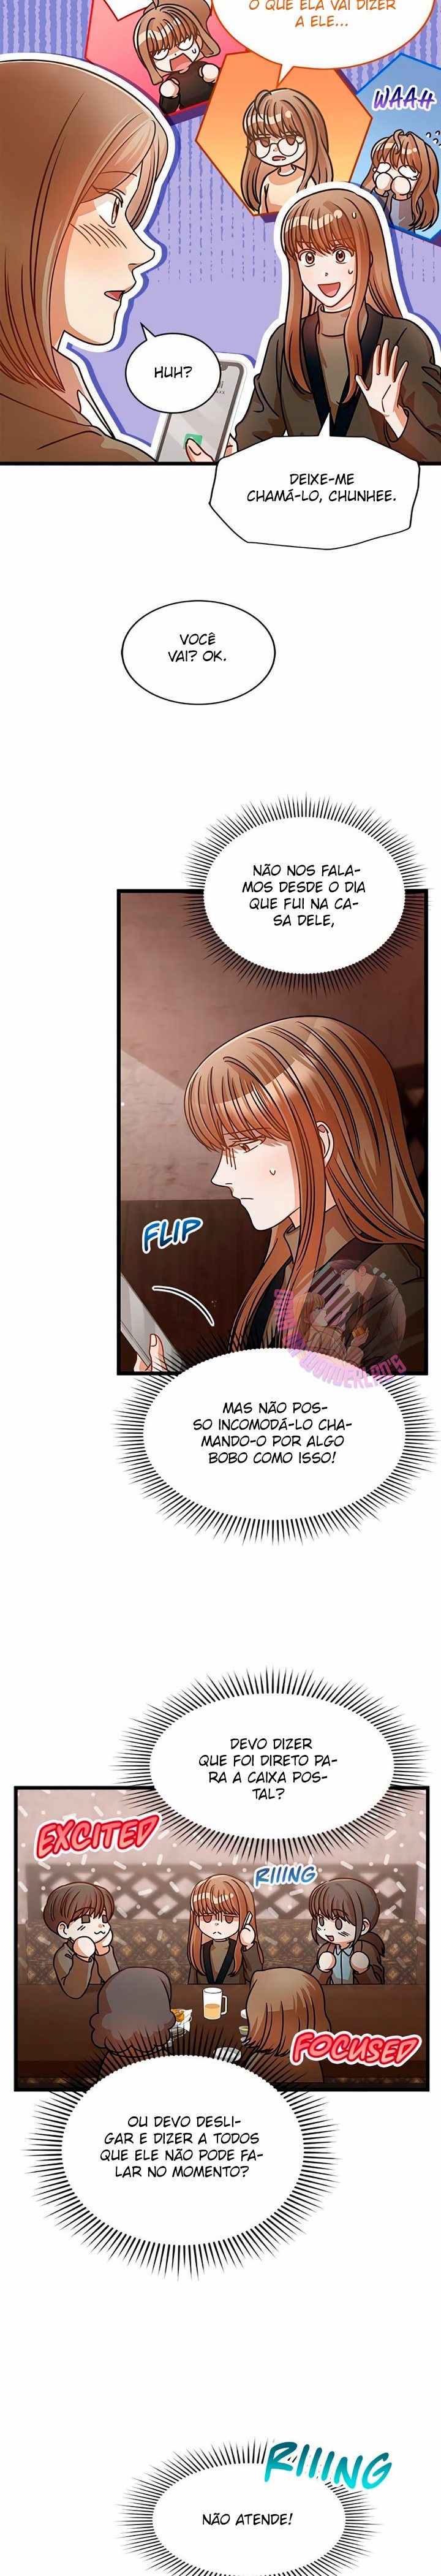 O QUE ELA VAI DIZER
A ELE...
WAAH
HUH?
DEIXE-ME
CHAMÁ-LO, CHUNHEE.
VOCÊ
VAI? OK.
NÃO NOS FALA-
MOS DESDE O DIA
QUE FUI NA CA-
SA DELE,
FLIP
MAS NÃO POS-
SO INCOMODÁ-LO CHA-
MANDO-O POR ALGO
BOBO COMO ISSO!
DEVO DIZER
QUE FOI DIRETO PA-
RA A CAIXA POS-
TAL?
EXCITED
RIIING
FOCUSED
OU DEVO DESLI-
GAR E DIZER A TODOS
QUE ELE NÃO PODE FA-
LAR NO MOMENTO?
RIIIING
NÃO ATENDE!